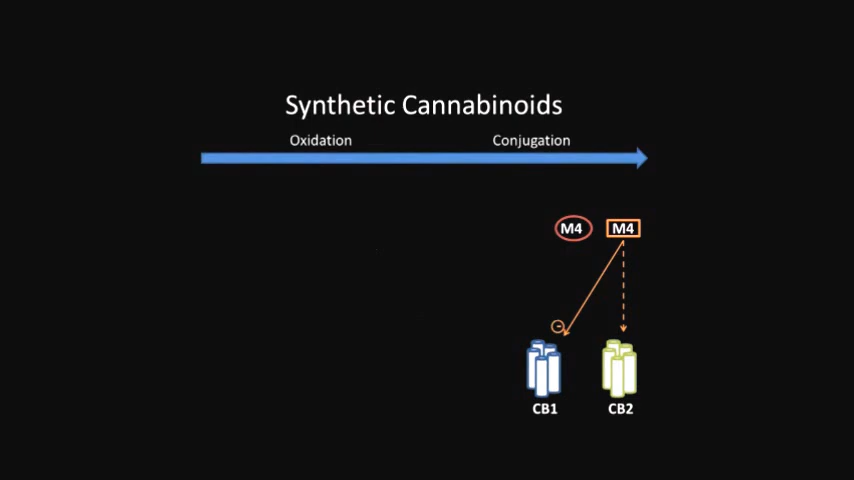 Synthetic Cannabinoids
Oxidation Conjugation
M4 M4
-
CB1 CB2